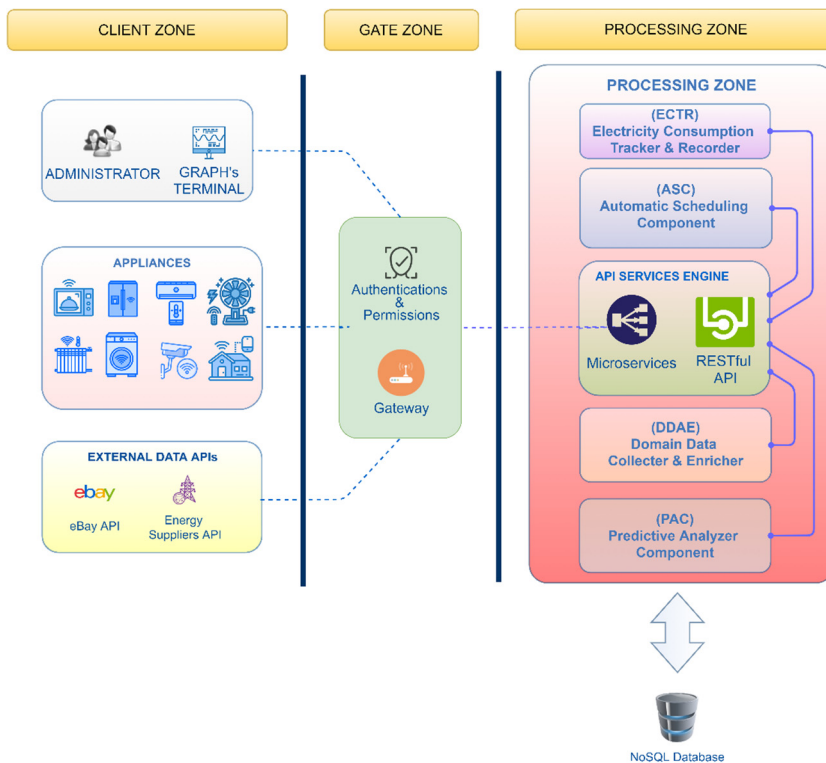 CLIENT ZONE
GATE ZONE
PROCESSING ZONE
ADMINISTRATOR
GRAPH's
TERMINAL
APPLIANCES
EXTERNAL DATA APIs
ebay
eBay API
Energy
Suppliers API
Authentications
&
Permissions
Gateway
PROCESSING ZONE
(ECTR)
Electricity Consumption
Tracker & Recorder
(ASC)
Automatic Scheduling
Component
API SERVICES ENGINE
Microservices
RESTful
API
(DDAE)
Domain Data
Collecter & Enricher
(PAC)
Predictive Analyzer
Component
NoSQL Database